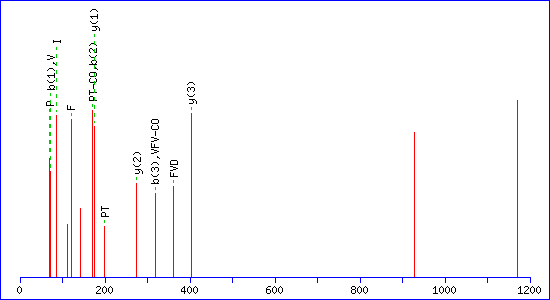 P
b(1),V
I
F
PT-CO,b(2)
y(1)
PT
y(2)
b(3),VFV-CO
FVD
y(3)
0
200
400
600
800
1000
1200